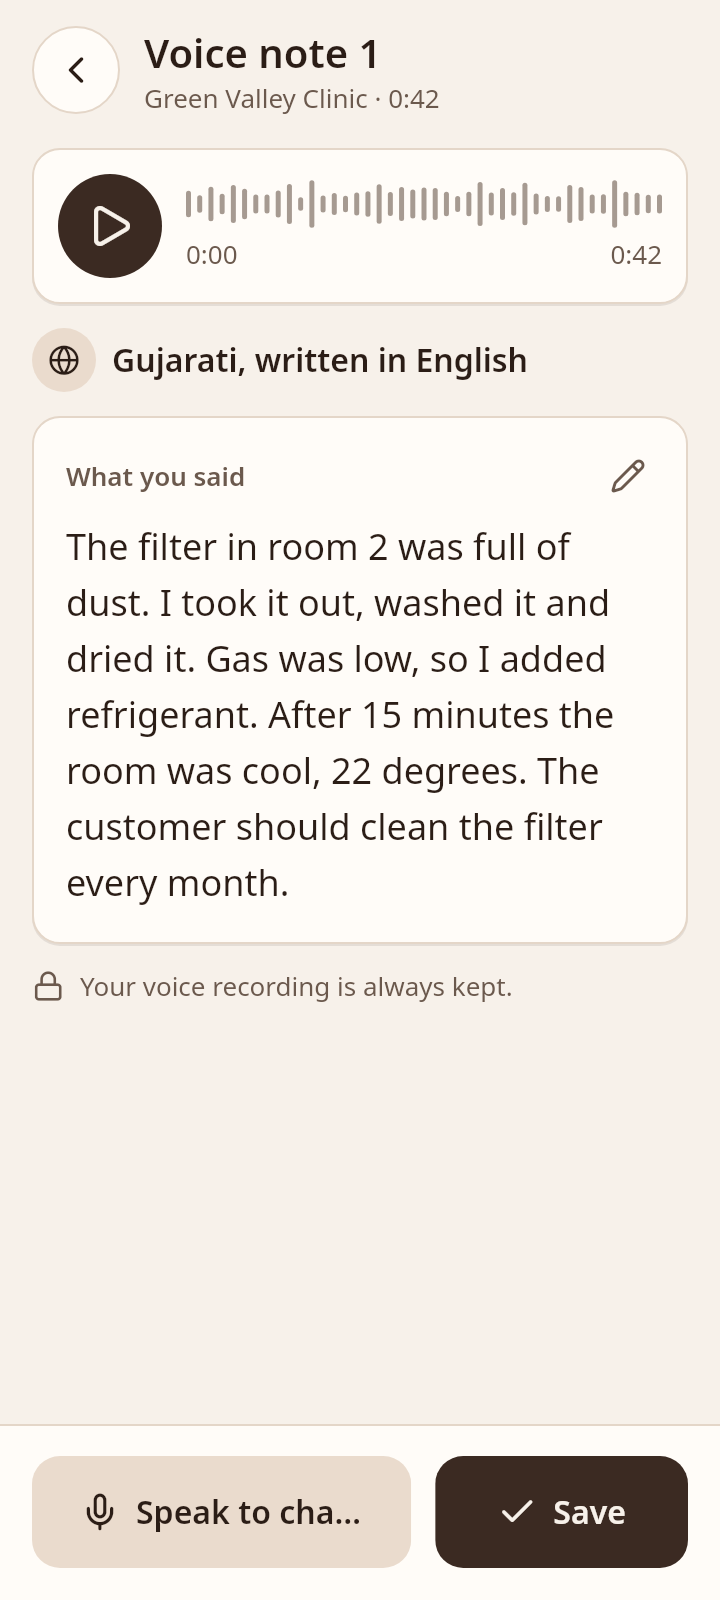 Voice note 1
Green Valley Clinic · 0:42
0:00
0:42
Gujarati, written in English
What you said
The filter in room 2 was full of
dust. I took it out, washed it and
dried it. Gas was low, so I added
refrigerant. After 15 minutes the
room was cool, 22 degrees. The
customer should clean the filter
every month.
Your voice recording is always kept.
Speak to cha...
Save